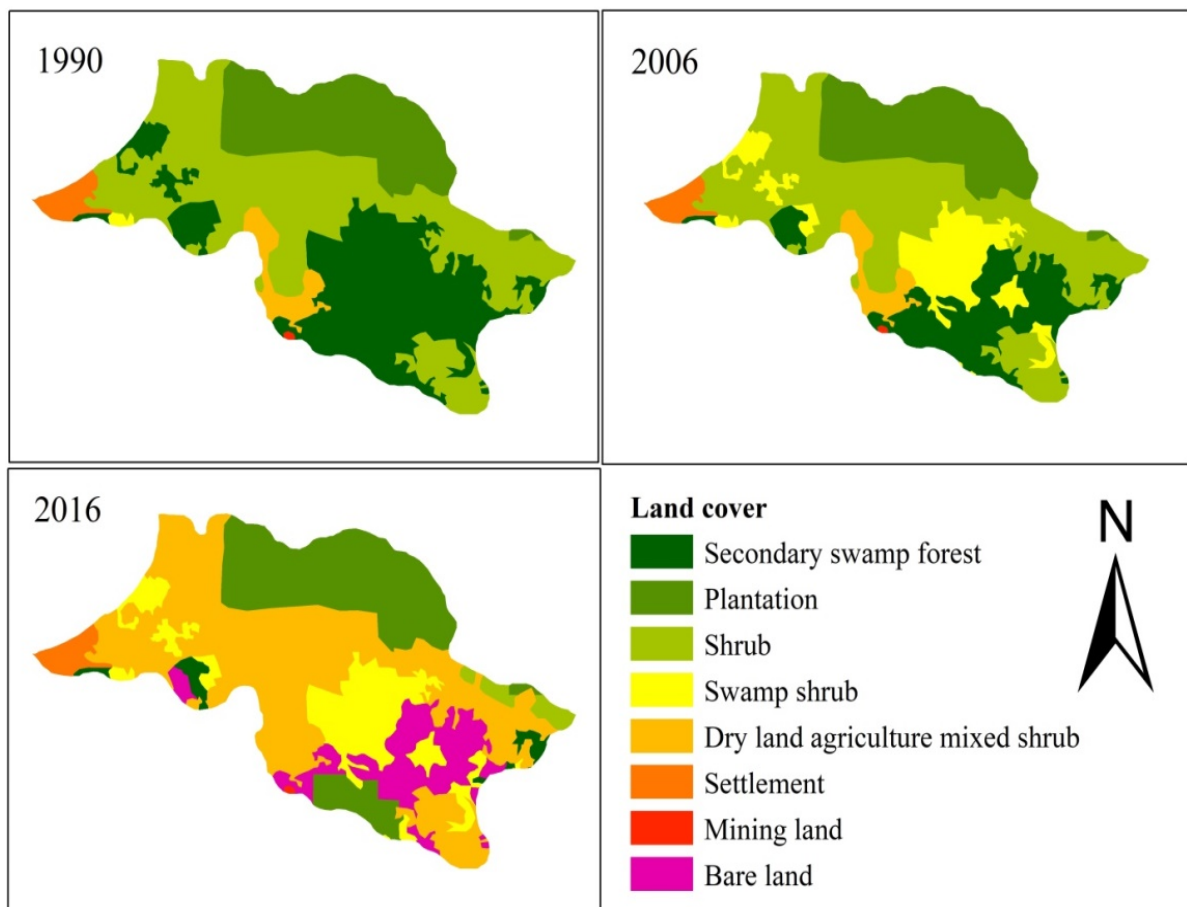 1990
2006
2016
Land cover
N
Secondary swamp forest
Plantation
Shrub
Swamp shrub
Dry land agriculture mixed shrub
Settlement
Mining land
Bare land